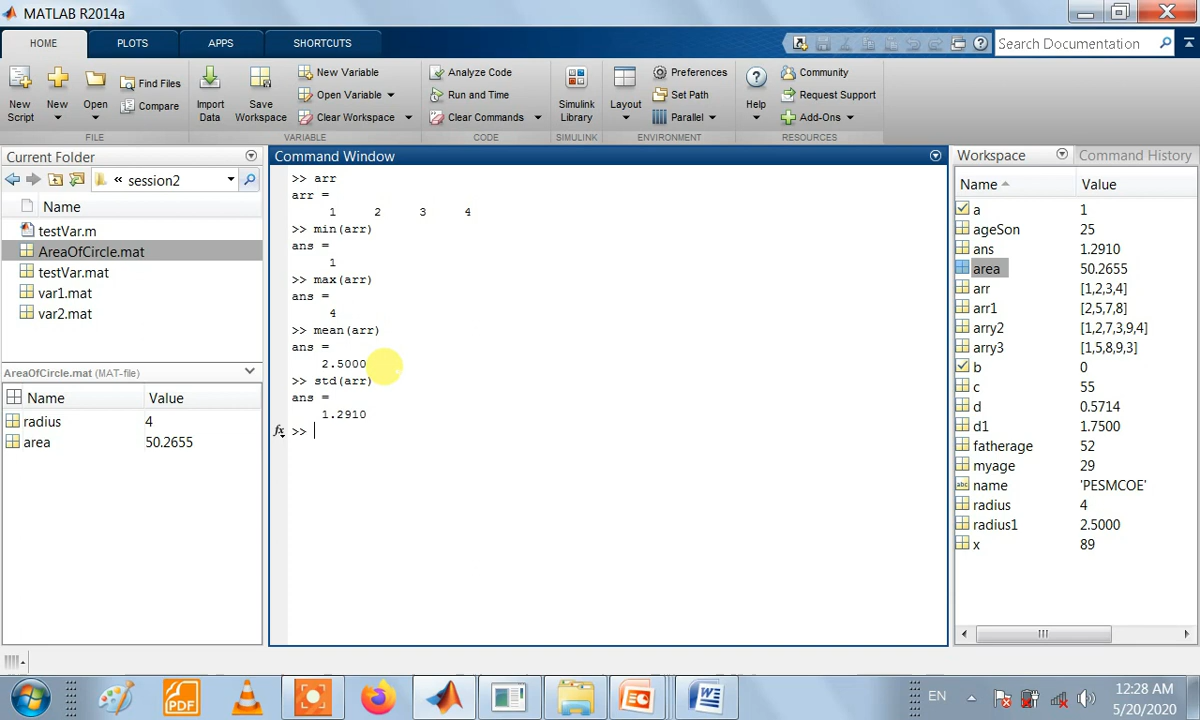 MATLAB R2014a
HOME PLOTS APPS SHORTCUTS
Search Documentation
New Script
New
Open
Find Files
Compare
FILE
Import Data
Save Workspace
New Variable
Open Variable
Clear Workspace
VARIABLE
Analyze Code
Run and Time
Clear Commands
CODE
Simulink Library
SIMULINK
Layout
Preferences
Set Path
Parallel
ENVIRONMENT
Help
Community
Request Support
Add-Ons
RESOURCES
Current Folder
« session2
Name
testVar.m
AreaOfCircle.mat
testVar.mat
var1.mat
var2.mat
AreaOfCircle.mat (MAT-file)
Name Value
radius 4
area 50.2655
Command Window
>> arr
arr =
1 2 3 4
>> min(arr)
ans =
1
>> max(arr)
ans =
4
>> mean(arr)
ans =
2.5000
>> std(arr)
ans =
1.2910
fx >>
Workspace Command History
Name Value
a 1
ageSon 25
ans 1.2910
area 50.2655
arr [1,2,3,4]
arr1 [2,5,7,8]
arry2 [1,2,7,3,9,4]
arry3 [1,5,8,9,3]
b 0
c 55
d 0.5714
d1 1.7500
fatherage 52
myage 29
abc name 'PESMCOE'
radius 4
radius1 2.5000
x 89
PDF
EN
12:28 AM
5/20/2020